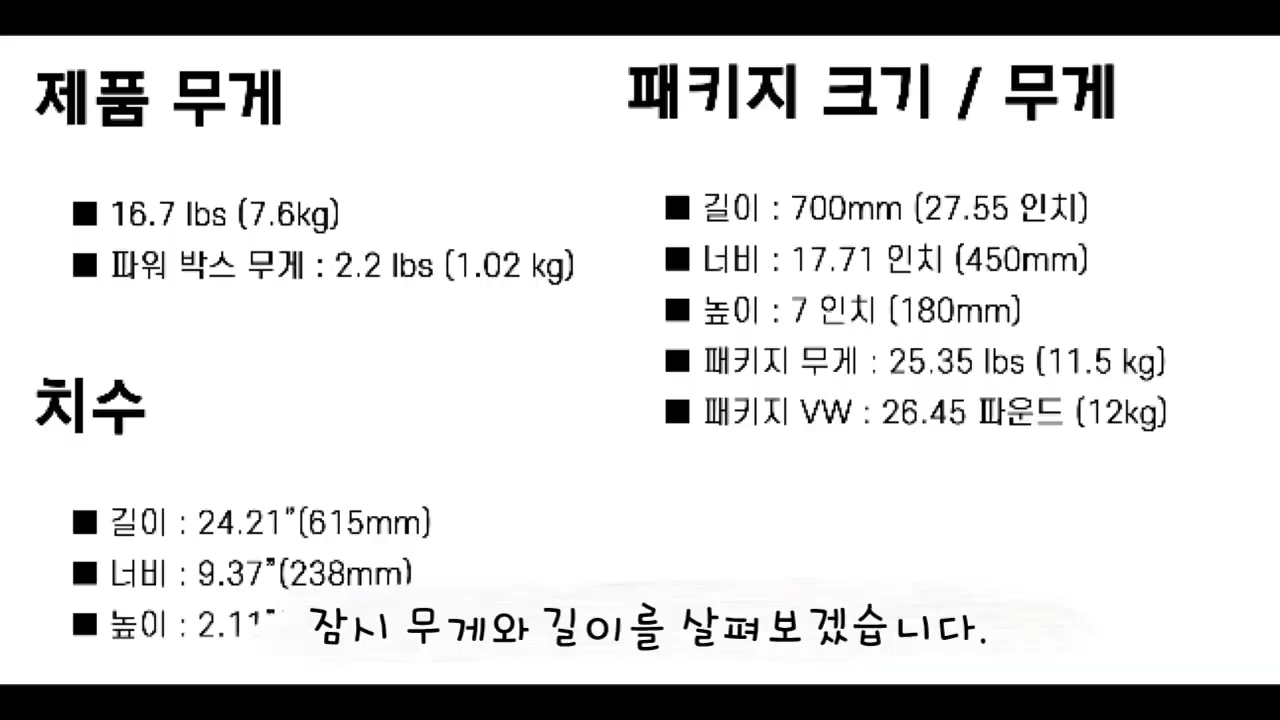 제품 무게
■ 16.7 lbs (7.6kg)
■ 파워 박스 무게 : 2.2 lbs (1.02 kg)
치수
■ 길이 : 24.21”(615mm)
■ 너비 : 9.37”(238mm)
■ 높이 : 2.11”
패키지 크기 / 무게
■ 길이 : 700mm (27.55 인치)
■ 너비 : 17.71 인치 (450mm)
■ 높이 : 7 인치 (180mm)
■ 패키지 무게 : 25.35 lbs (11.5 kg)
■ 패키지 VW : 26.45 파운드 (12kg)
잠시 무게와 길이를 살펴보겠습니다.